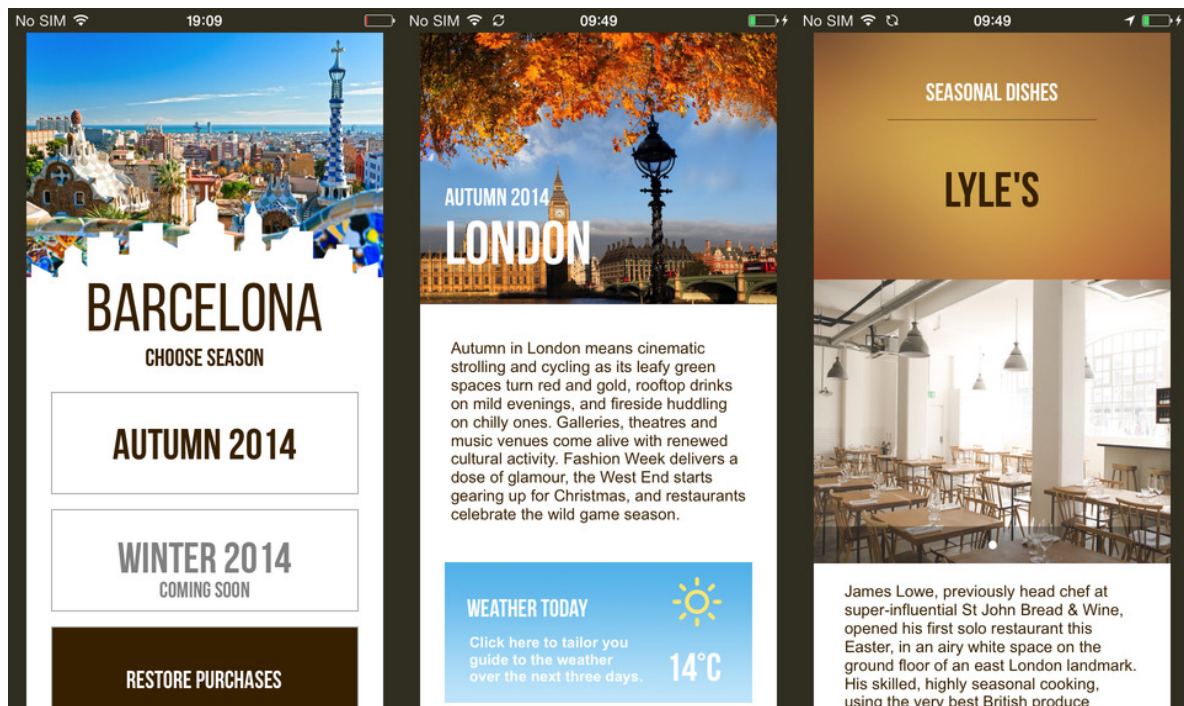 No SIM 19:09
BARCELONA
CHOOSE SEASON
AUTUMN 2014
WINTER 2014
COMING SOON
RESTORE PURCHASES
No SIM 09:49
AUTUMN 2014
LONDON
Autumn in London means cinematic
strolling and cycling as its leafy green
spaces turn red and gold, rooftop drinks
on mild evenings, and fireside huddling
on chilly ones. Galleries, theatres and
music venues come alive with renewed
cultural activity. Fashion Week delivers a
dose of glamour, the West End starts
gearing up for Christmas, and restaurants
celebrate the wild game season.
WEATHER TODAY
Click here to tailor you
guide to the weather
over the next three days.
14°C
No SIM 09:49
SEASONAL DISHES
LYLE'S
James Lowe, previously head chef at
super-influential St John Bread & Wine,
opened his first solo restaurant this
Easter, in an airy white space on the
ground floor of an east London landmark.
His skilled, highly seasonal cooking,
using the very best British produce